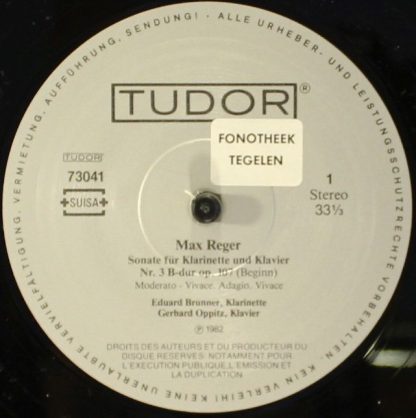 KEINE UNERLAUBTE VERVIELFÄLTIGUNG, VERMIETUNG, AUFFÜHRUNG, SENDUNG! - ALLE URHEBER- UND LEISTUNGSSCHUTZRECHTE VORBEHALTEN - KEIN VERLEIH!
TUDOR®
FONOTHEEK
TEGELEN
TUDOR
73041
SUISA
1
Stereo
33⅓
Max Reger
Sonate für Klarinette und Klavier
Nr. 3 B-dur op. 107 (Beginn)
Moderato - Vivace. Adagio. Vivace
Eduard Brunner, Klarinette
Gerhard Oppitz, Klavier
Ⓟ 1982
DROITS DES AUTEURS ET DU PRODUCTEUR DU
DISQUE RESERVES: NOTAMMENT POUR
L'EXECUTION PUBLIQUE, L'EMISSION ET
LA DUPLICATION.